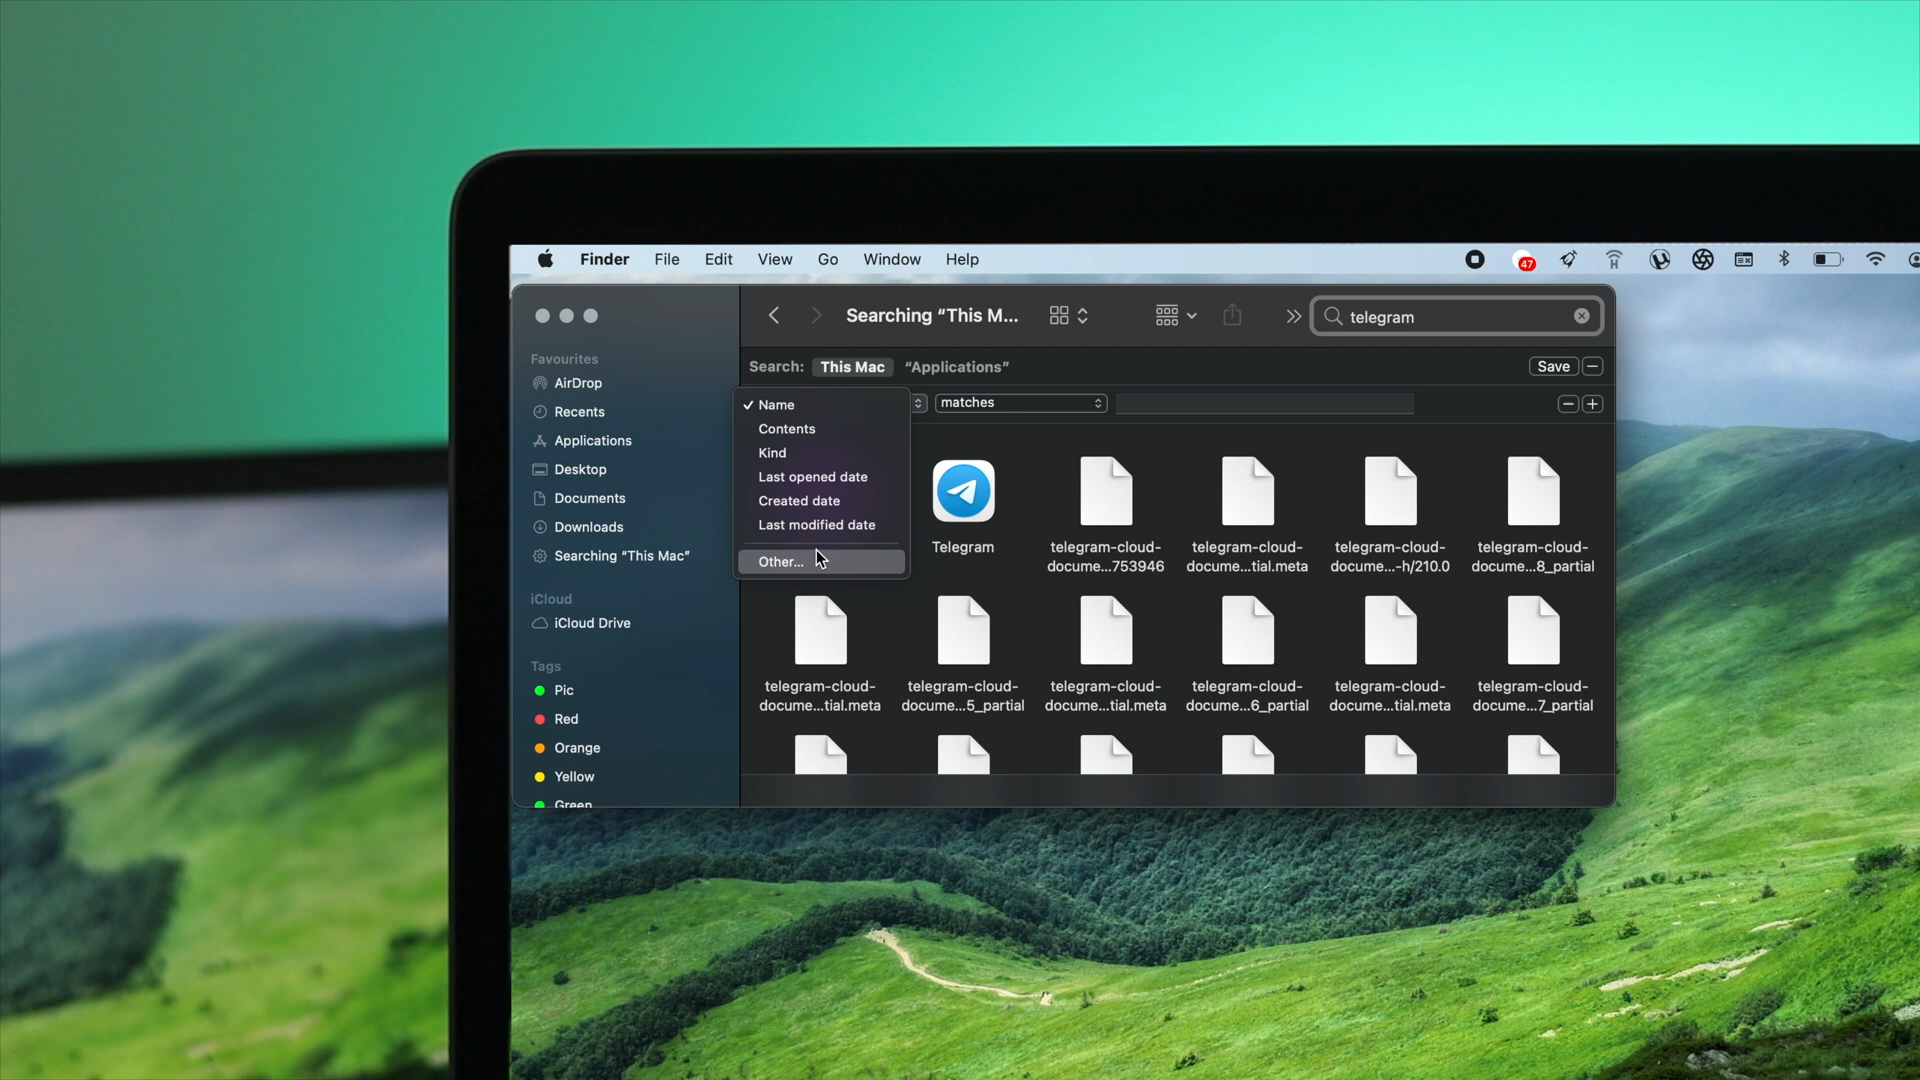 Finder File Edit View Go Window Help
47
Searching “This M...
telegram
Search: This Mac “Applications”
Save
Name
Contents
Kind
Last opened date
Created date
Last modified date
Other...
matches
Favourites
AirDrop
Recents
Applications
Desktop
Documents
Downloads
Searching “This Mac”
iCloud
iCloud Drive
Tags
Pic
Red
Orange
Yellow
Green
Telegram
telegram-cloud-
docume...753946
telegram-cloud-
docume...tial.meta
telegram-cloud-
docume...-h/210.0
telegram-cloud-
docume...8_partial
telegram-cloud-
docume...tial.meta
telegram-cloud-
docume...5_partial
telegram-cloud-
docume...tial.meta
telegram-cloud-
docume...6_partial
telegram-cloud-
docume...tial.meta
telegram-cloud-
docume...7_partial